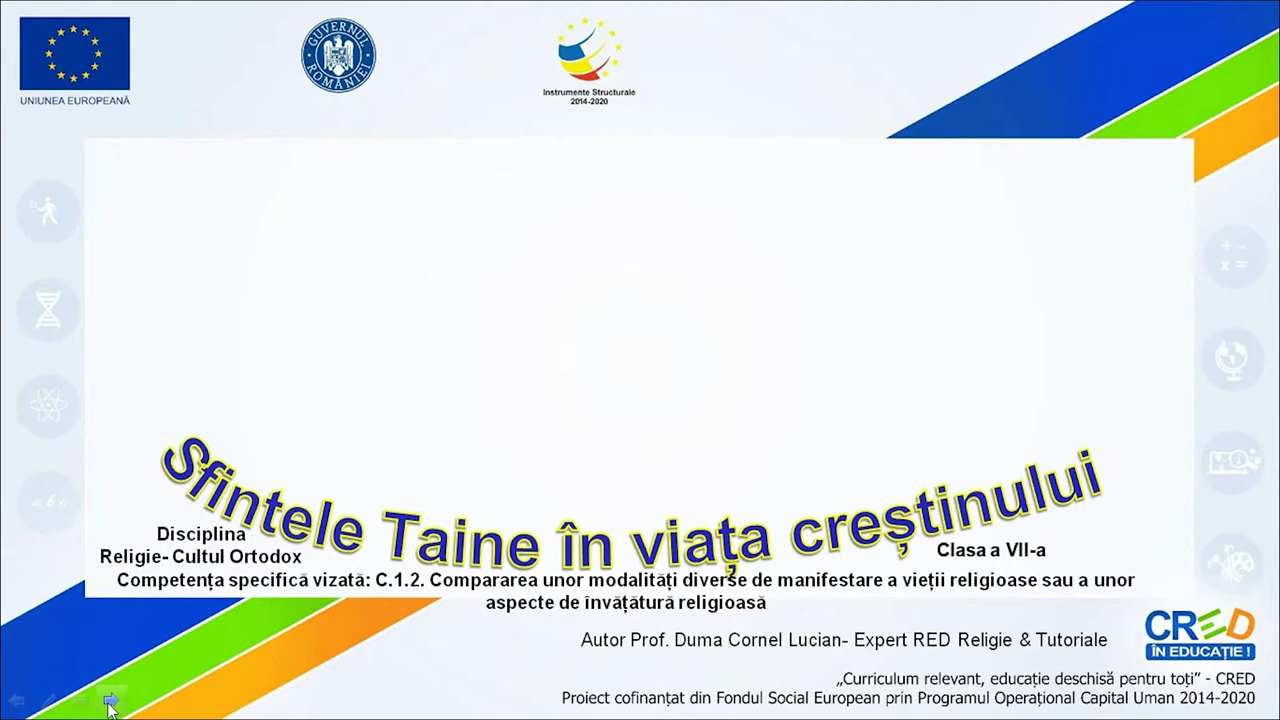 UNIUNEA EUROPEANĂ
GUVERNUL ROMÂNIEI
Instrumente Structurale
2014-2020
Sfintele Taine în viața creștinului
Disciplina
Religie- Cultul Ortodox
Clasa a VII-a
Competența specifică vizată: C.1.2. Compararea unor modalități diverse de manifestare a vieții religioase sau a unor
aspecte de învățătură religioasă
Autor Prof. Duma Cornel Lucian- Expert RED Religie & Tutoriale
CRED
ÎN EDUCAȚIE !
„Curriculum relevant, educație deschisă pentru toți” - CRED
Proiect cofinanțat din Fondul Social European prin Programul Operațional Capital Uman 2014-2020